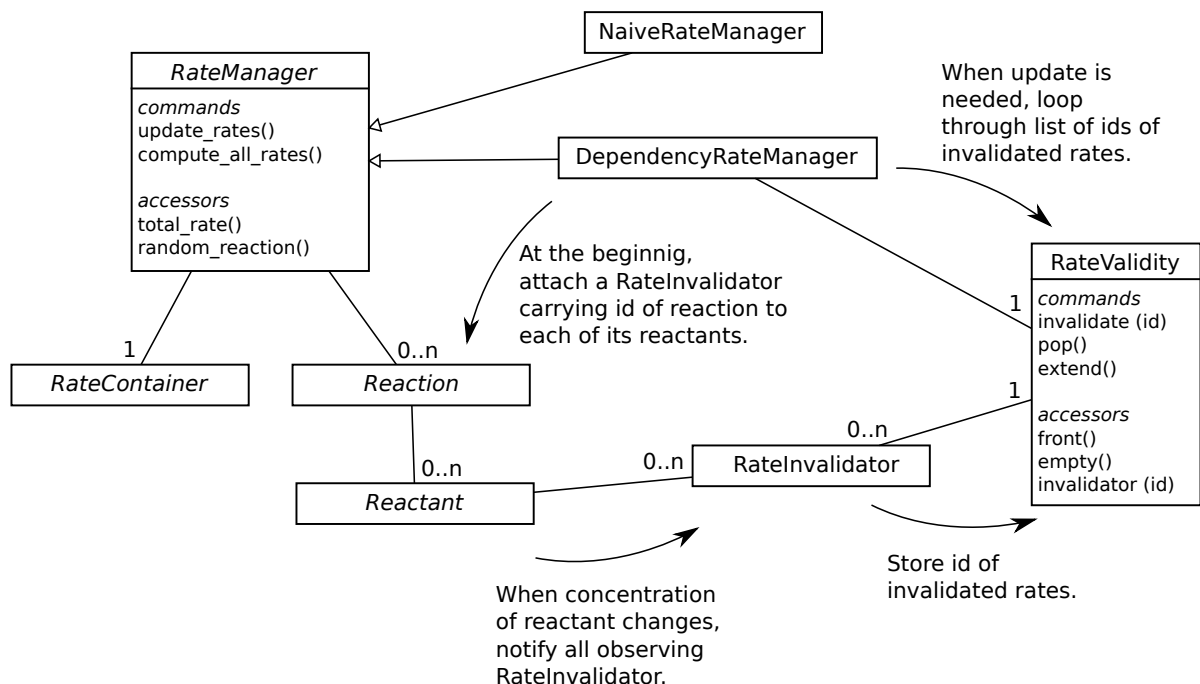 NaiveRateManager
RateManager
commands
update_rates()
compute_all_rates()
accessors
total_rate()
random_reaction()
When update is
needed, loop
through list of ids of
invalidated rates.
DependencyRateManager
At the beginnig,
attach a RateInvalidator
carrying id of reaction to
each of its reactants.
RateValidity
commands
invalidate (id)
pop()
extend()
accessors
front()
empty()
invalidator (id)
1
1
0..n
1
RateContainer
0..n
Reaction
0..n
0..n
RateInvalidator
Reactant
Store id of
invalidated rates.
When concentration
of reactant changes,
notify all observing
RateInvalidator.